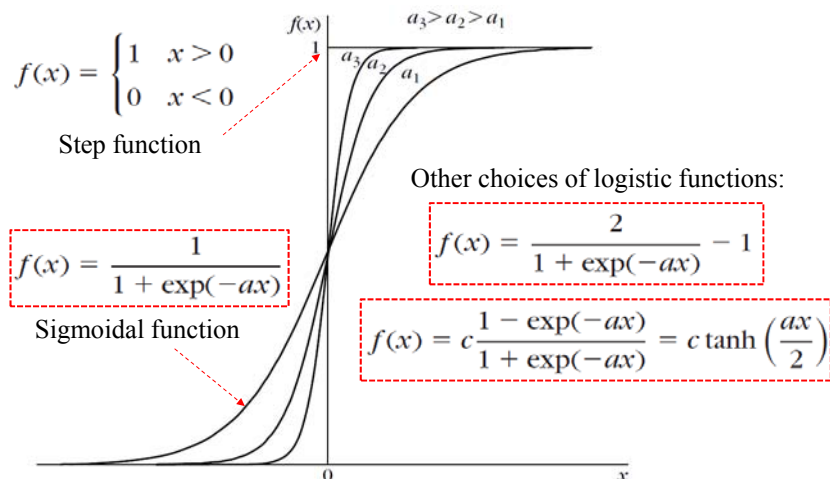 f(x)
a₃ > a₂ > a₁
1
f(x) = { 1 x > 0
0 x < 0
a₃ a₂ a₁
Step function
Other choices of logistic functions:
f(x) = 2 / (1 + exp(−ax)) − 1
f(x) = 1 / (1 + exp(−ax))
Sigmoidal function
f(x) = c (1 − exp(−ax)) / (1 + exp(−ax)) = c tanh (ax / 2)
0
x